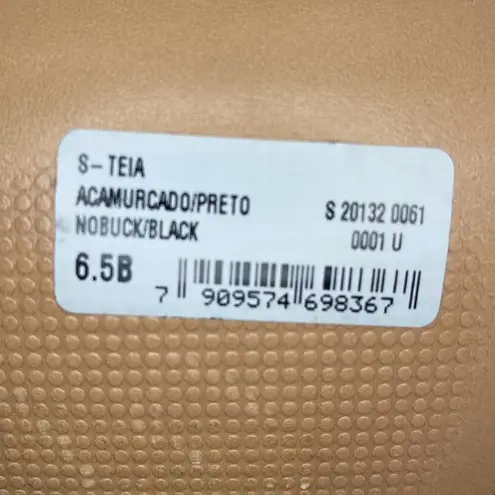 S-TEIA
ACAMURCADO/PRETO
NOBUCK/BLACK
S 20132 0061
0001 U
6.5B
7 909574 698367